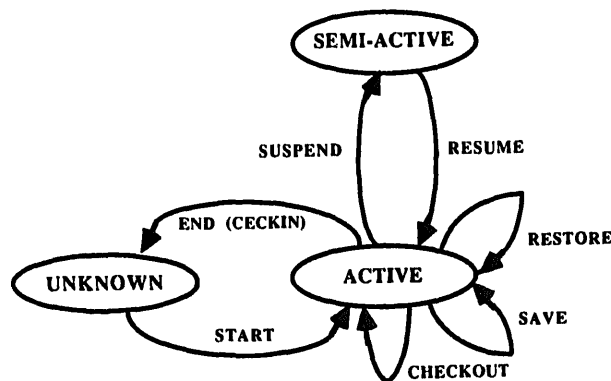 SEMI-ACTIVE
SUSPEND
RESUME
END (CECKIN)
RESTORE
UNKNOWN
ACTIVE
START
SAVE
CHECKOUT